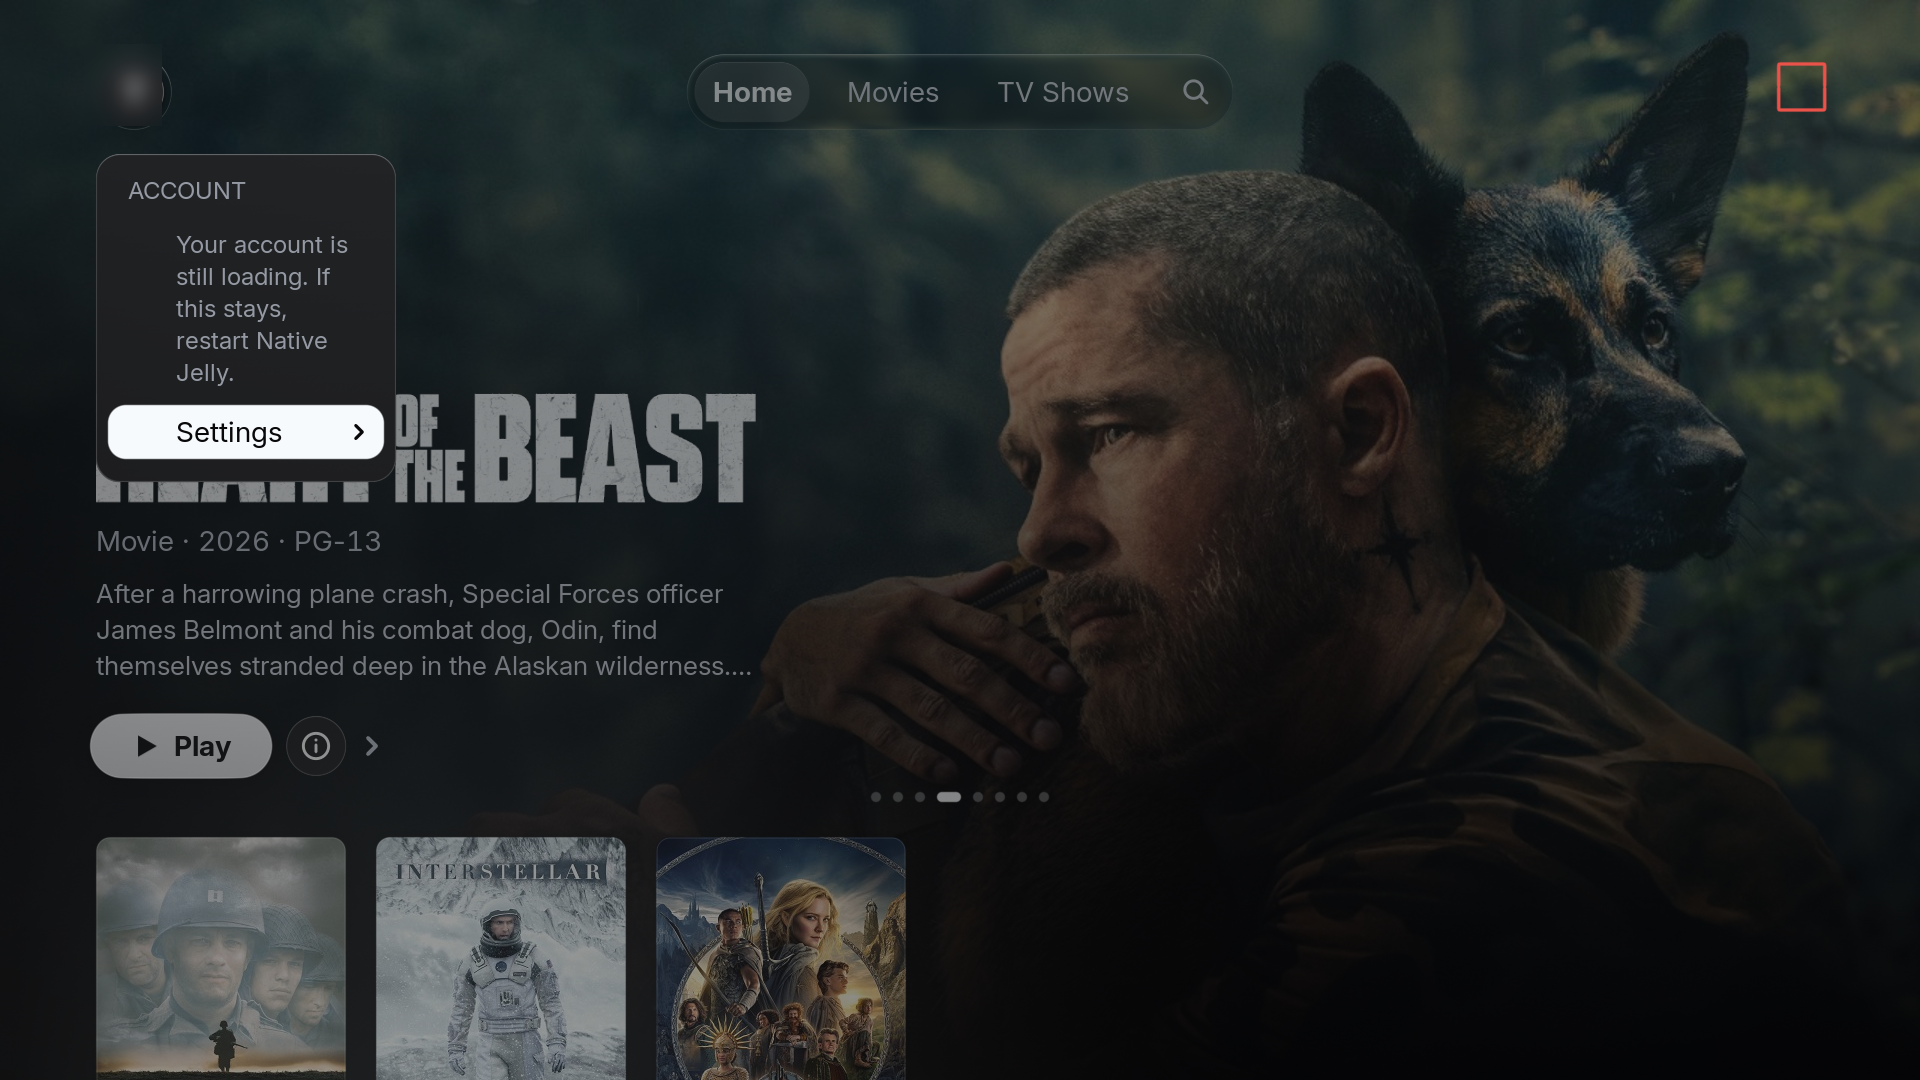 Home
Movies
TV Shows
ACCOUNT
Your account is
still loading. If
this stays,
restart Native
Jelly.
Settings
OF
THE
BEAST
Movie · 2026 · PG-13
After a harrowing plane crash, Special Forces officer
James Belmont and his combat dog, Odin, find
themselves stranded deep in the Alaskan wilderness....
Play
INTERSTELLAR